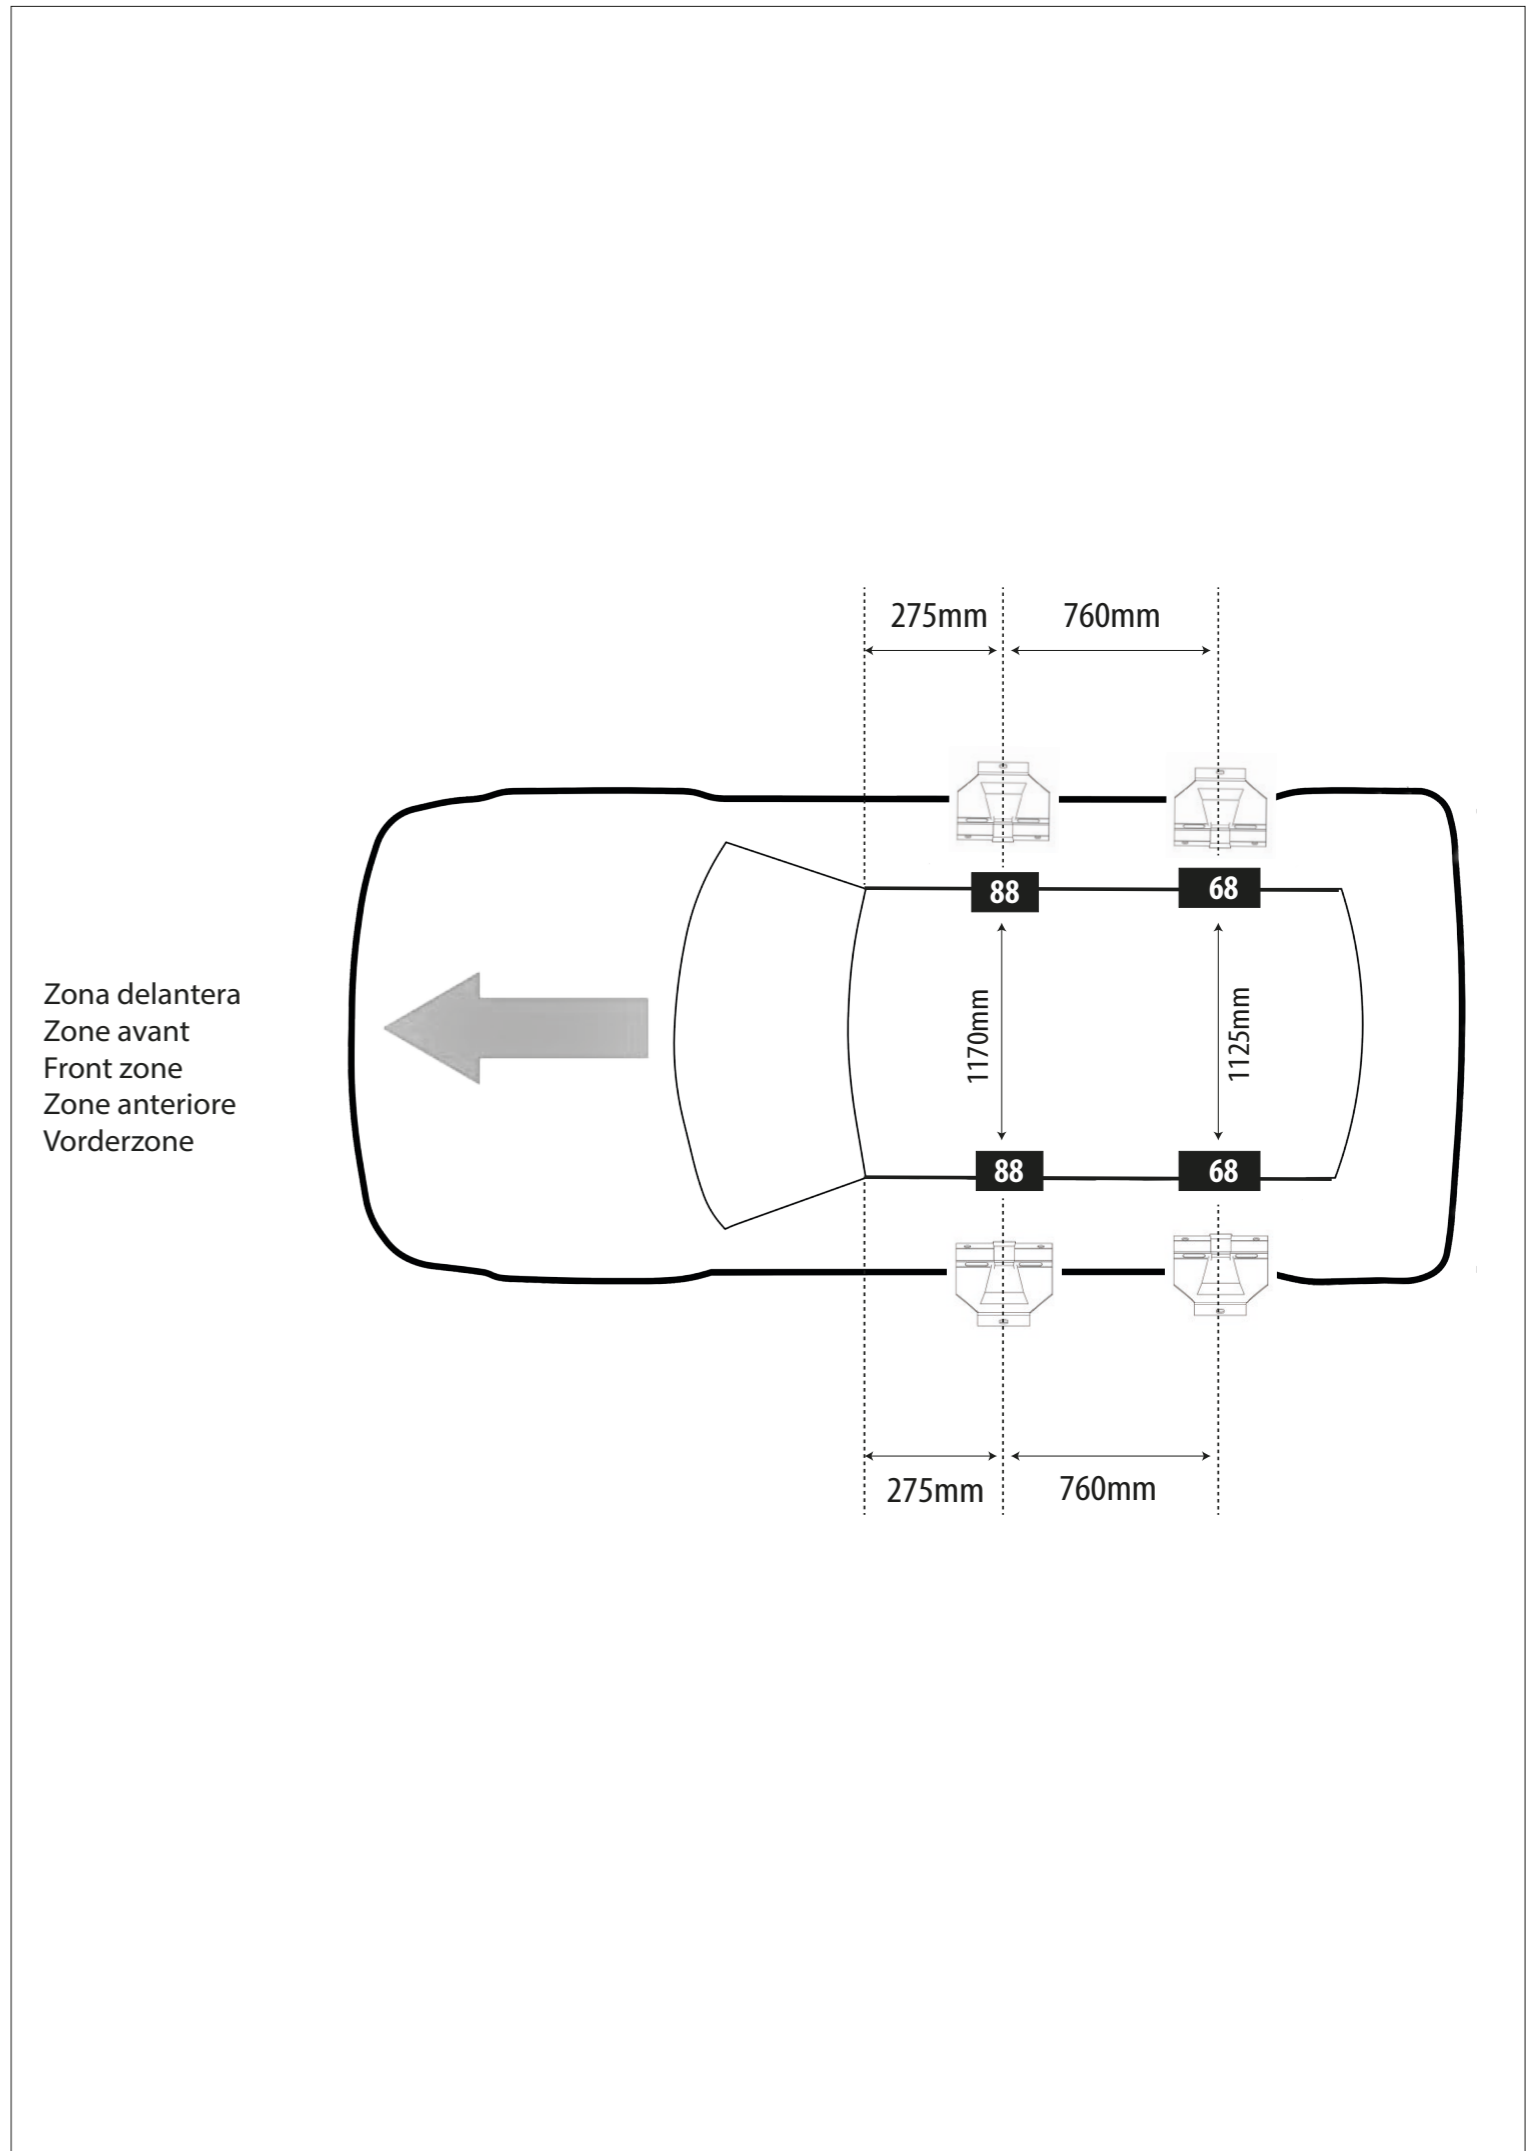 275mm
760mm
88
68
Zona delantera
Zone avant
Front zone
Zone anteriore
Vorderzone
1170mm
1125mm
88
68
275mm
760mm